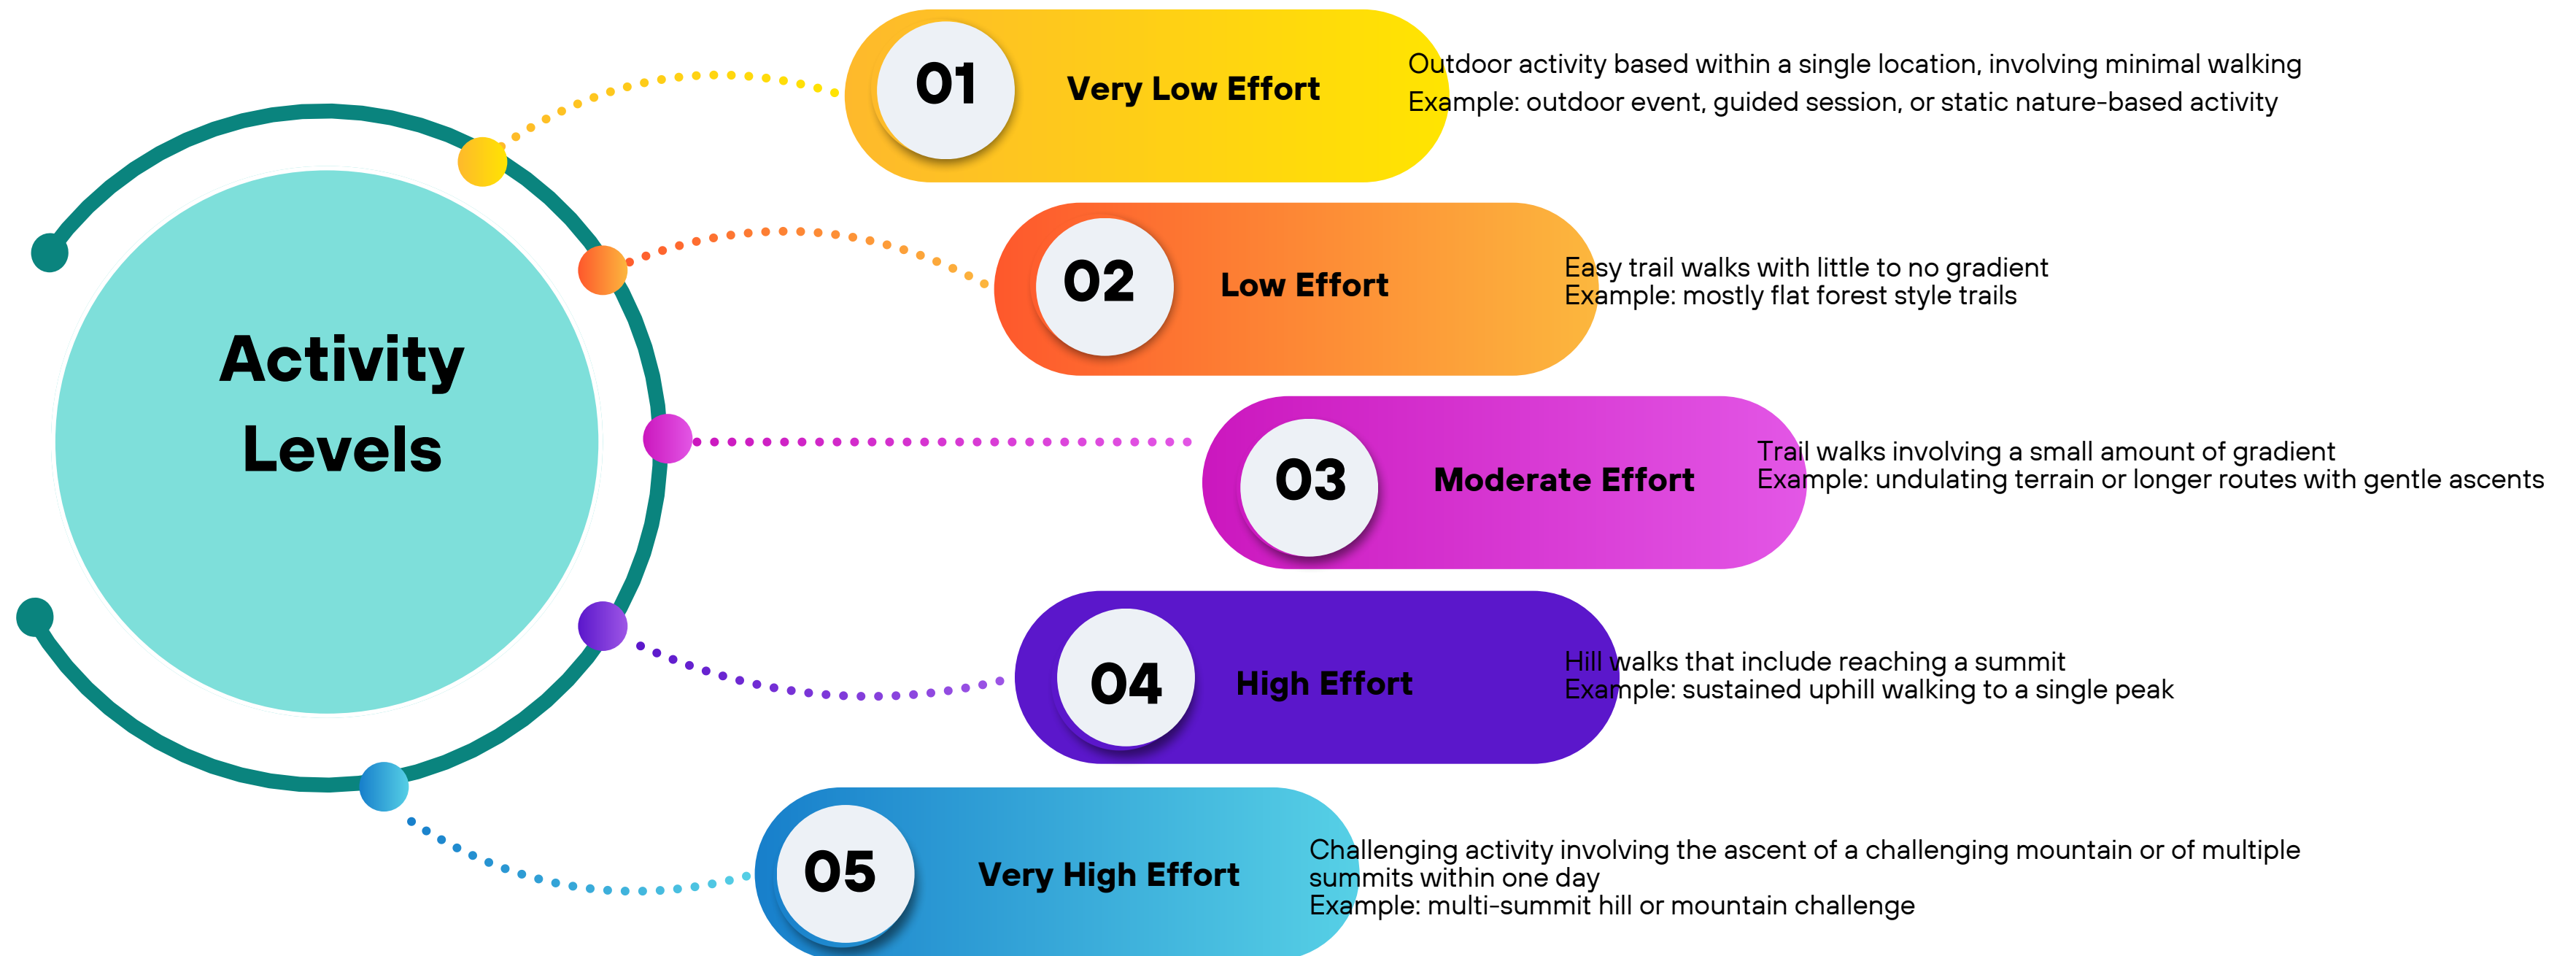 Activity
Levels
01
Very Low Effort
Outdoor activity based within a single location, involving minimal walking
Example: outdoor event, guided session, or static nature-based activity
02
Low Effort
Easy trail walks with little to no gradient
Example: mostly flat forest style trails
03
Moderate Effort
Trail walks involving a small amount of gradient
Example: undulating terrain or longer routes with gentle ascents
04
High Effort
Hill walks that include reaching a summit
Example: sustained uphill walking to a single peak
05
Very High Effort
Challenging activity involving the ascent of a challenging mountain or of multiple
summits within one day
Example: multi-summit hill or mountain challenge